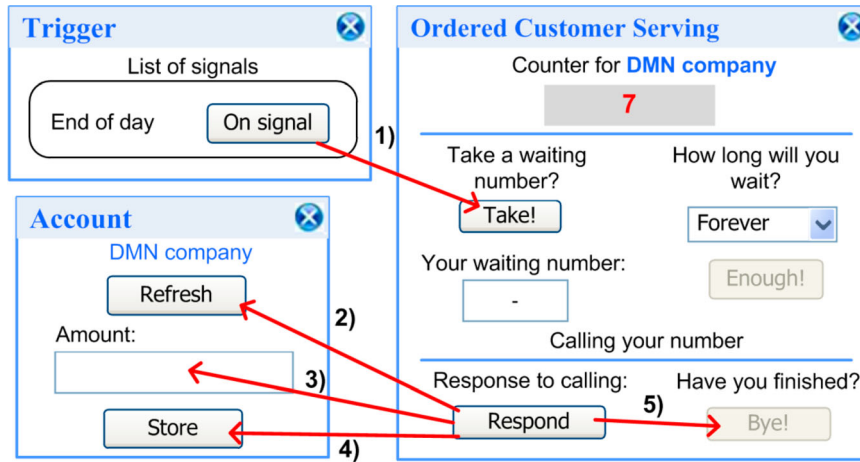 Trigger
List of signals
End of day
On signal
1)
Account
DMN company
Refresh
2)
Amount:
3)
Store
4)
Ordered Customer Serving
Counter for DMN company
7
Take a waiting
number?
Take!
How long will you
wait?
Forever
Your waiting number:
-
Enough!
Calling your number
Response to calling:
Respond
5)
Have you finished?
Bye!